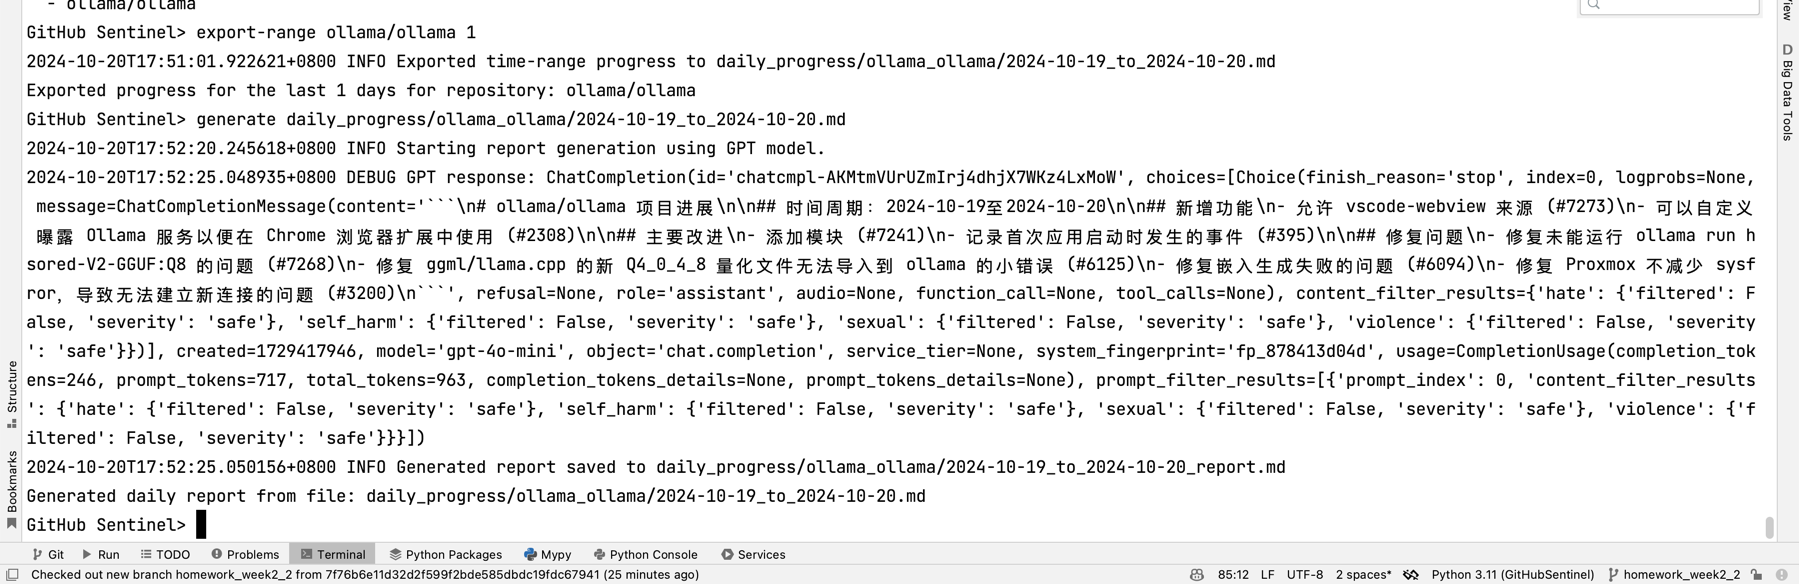 - ollama/ollama
GitHub Sentinel> export-range ollama/ollama 1
2024-10-20T17:51:01.922621+0800 INFO Exported time-range progress to daily_progress/ollama_ollama/2024-10-19_to_2024-10-20.md
Exported progress for the last 1 days for repository: ollama/ollama
GitHub Sentinel> generate daily_progress/ollama_ollama/2024-10-19_to_2024-10-20.md
2024-10-20T17:52:20.245618+0800 INFO Starting report generation using GPT model.
2024-10-20T17:52:25.048935+0800 DEBUG GPT response: ChatCompletion(id='chatcmpl-AKMtmVUrUZmIrj4dhjX7WKz4LxMoW', choices=[Choice(finish_reason='stop', index=0, logprobs=None,
message=ChatCompletionMessage(content='```\n# ollama/ollama 项目进展\n\n## 时间周期: 2024-10-19至2024-10-20\n\n## 新增功能\n- 允许 vscode-webview 来源 (#7273)\n- 可以自定义
曝露 Ollama 服务以便在 Chrome 浏览器扩展中使用 (#2308)\n\n## 主要改进\n- 添加模块 (#7241)\n- 记录首次应用启动时发生的事件 (#395)\n\n## 修复问题\n- 修复未能运行 ollama run h
sored-V2-GGUF:Q8 的问题 (#7268)\n- 修复 ggml/llama.cpp 的新 Q4_0_4_8 量化文件无法导入到 ollama 的小错误 (#6125)\n- 修复嵌入生成失败的问题 (#6094)\n- 修复 Proxmox 不减少 sysf
ror, 导致无法建立新连接的问题 (#3200)\n```', refusal=None, role='assistant', audio=None, function_call=None, tool_calls=None), content_filter_results={'hate': {'filtered': F
alse, 'severity': 'safe'}, 'self_harm': {'filtered': False, 'severity': 'safe'}, 'sexual': {'filtered': False, 'severity': 'safe'}, 'violence': {'filtered': False, 'severity
': 'safe'}})], created=1729417946, model='gpt-4o-mini', object='chat.completion', service_tier=None, system_fingerprint='fp_878413d04d', usage=CompletionUsage(completion_tok
ens=246, prompt_tokens=717, total_tokens=963, completion_tokens_details=None, prompt_tokens_details=None), prompt_filter_results=[{'prompt_index': 0, 'content_filter_results
': {'hate': {'filtered': False, 'severity': 'safe'}, 'self_harm': {'filtered': False, 'severity': 'safe'}, 'sexual': {'filtered': False, 'severity': 'safe'}, 'violence': {'f
iltered': False, 'severity': 'safe'}}}])
2024-10-20T17:52:25.050156+0800 INFO Generated report saved to daily_progress/ollama_ollama/2024-10-19_to_2024-10-20_report.md
Generated daily report from file: daily_progress/ollama_ollama/2024-10-19_to_2024-10-20.md
GitHub Sentinel>
Structure
Bookmarks
View
D Big Data Tools
Git Run TODO Problems Terminal Python Packages Mypy Python Console Services
Checked out new branch homework_week2_2 from 7f76b6e11d32d2f599f2bde585dbdc19fdc67941 (25 minutes ago) 85:12 LF UTF-8 2 spaces* Python 3.11 (GitHubSentinel) homework_week2_2